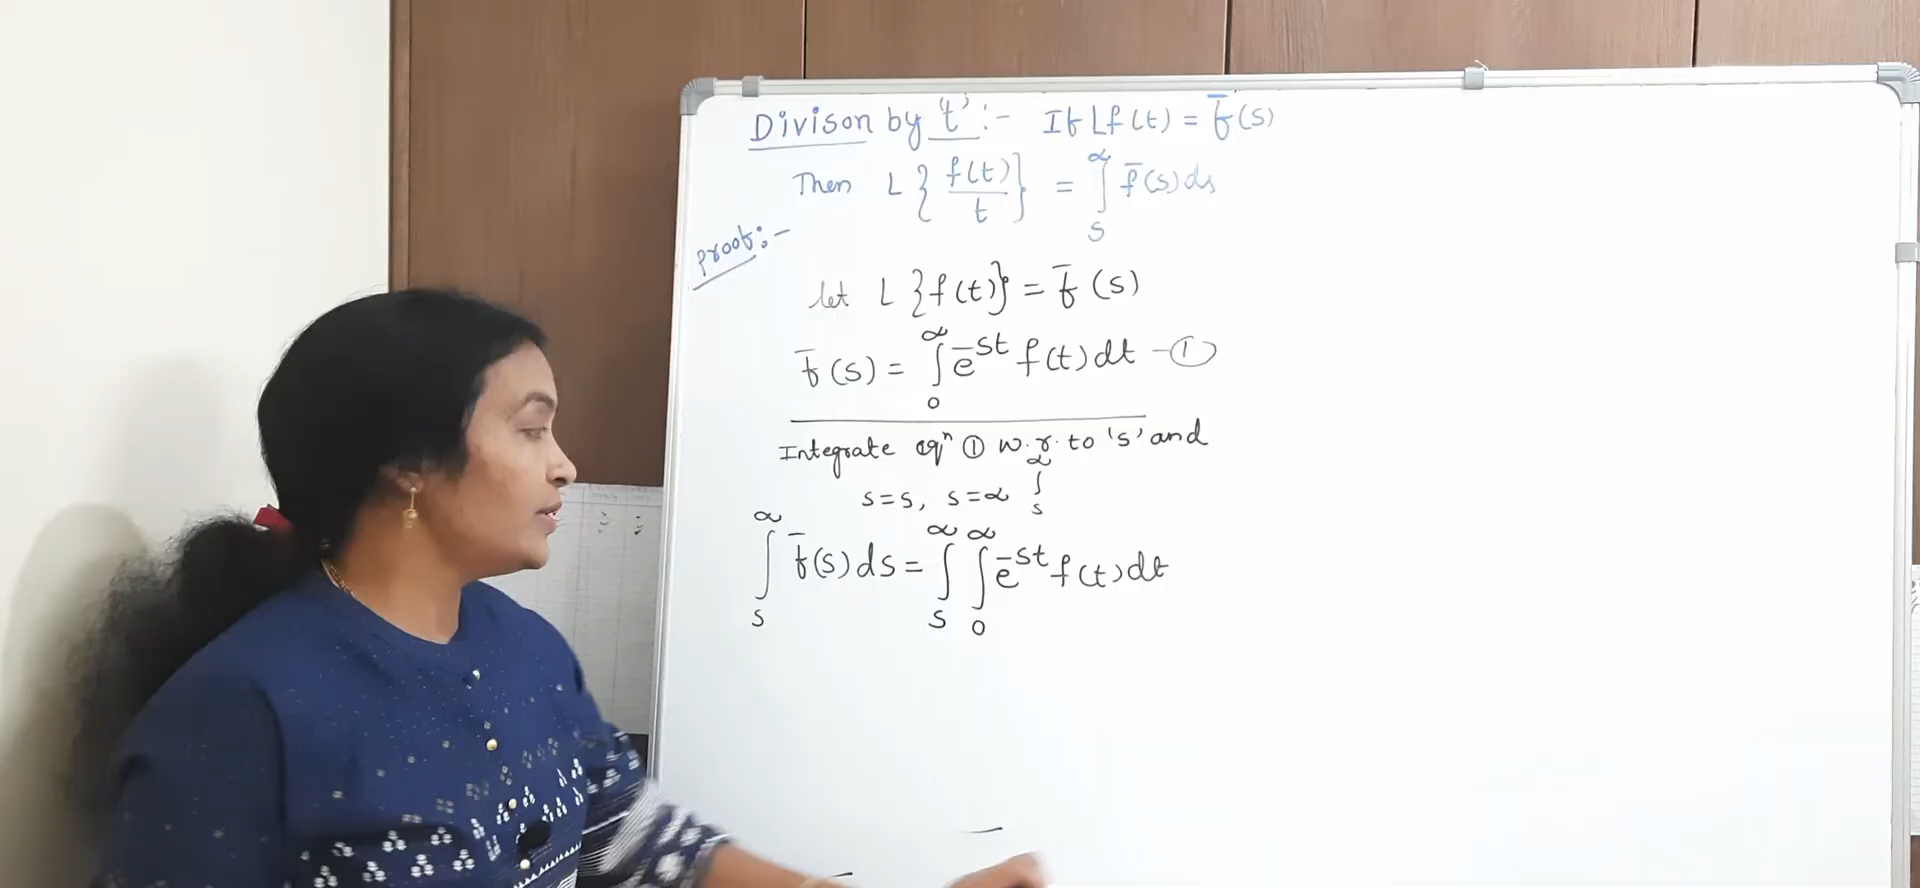 Divison by 't' :- If Lf(t) = f̄(s)
Then L{f(t)/t} = ∫_s^∞ f̄(s)ds
Proof:-
let L{f(t)} = f̄(s)
f̄(s) = ∫_0^∞ e^-st f(t)dt -①
Integrate eqⁿ ① w.r.to 's' and
s=s, s=∞ ∫_s^∞
∫_s^∞ f̄(s)ds = ∫_s^∞ ∫_0^∞ e^-st f(t)dt